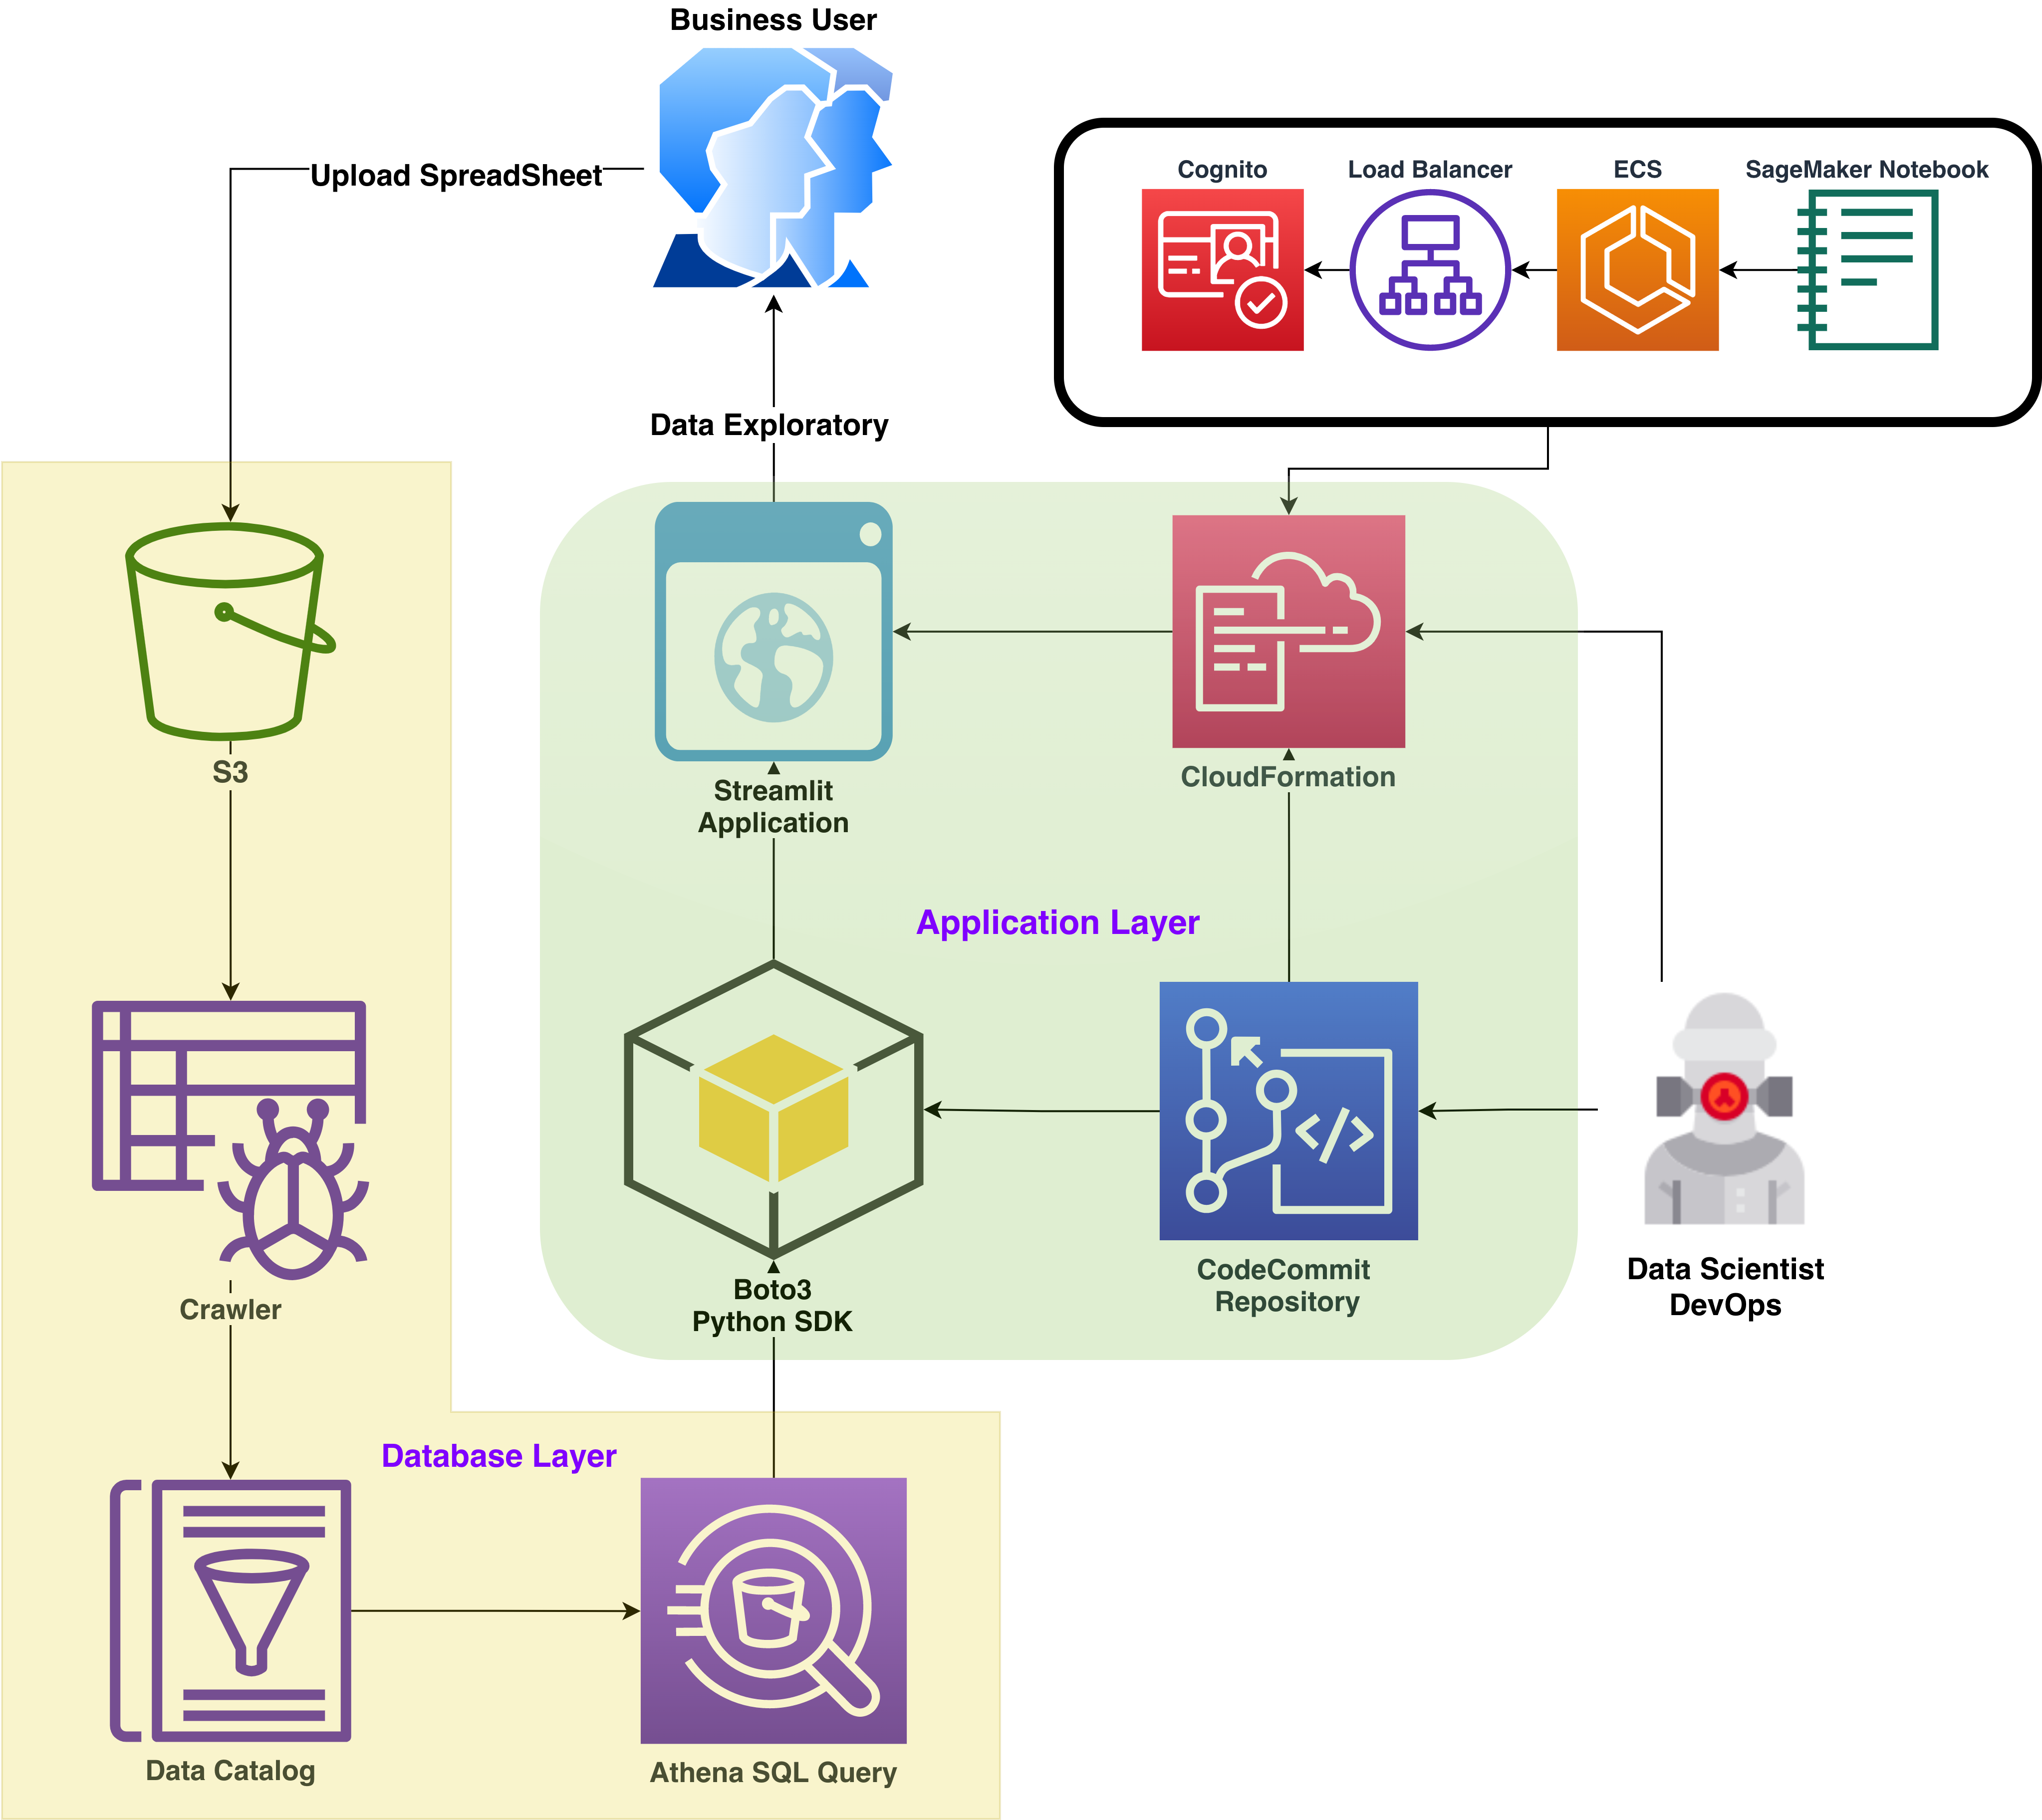 Business User
Upload SpreadSheet
Cognito
Load Balancer
ECS
SageMaker Notebook
Data Exploratory
S3
Streamlit
Application
CloudFormation
Application Layer
Crawler
Boto3
Python SDK
CodeCommit
Repository
Data Scientist
DevOps
Database Layer
Data Catalog
Athena SQL Query